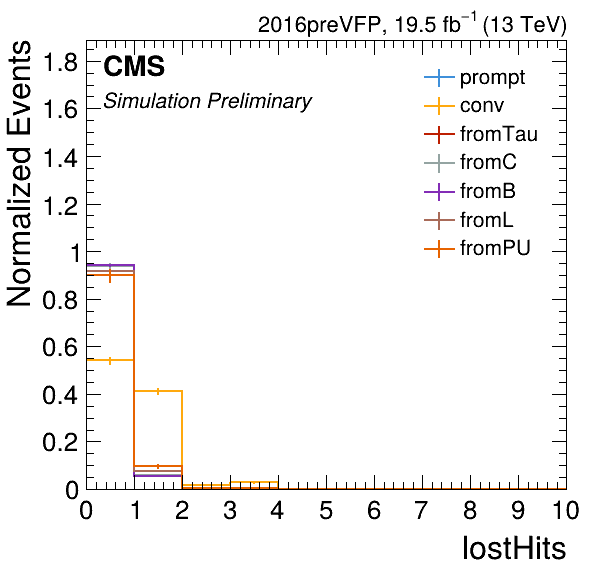 2016preVFP, 19.5 fb⁻¹ (13 TeV)
CMS
Simulation Preliminary
prompt
conv
fromTau
fromC
fromB
fromL
fromPU
Normalized Events
1.8
1.6
1.4
1.2
1
0.8
0.6
0.4
0.2
0
0 1 2 3 4 5 6 7 8 9 10
lostHits